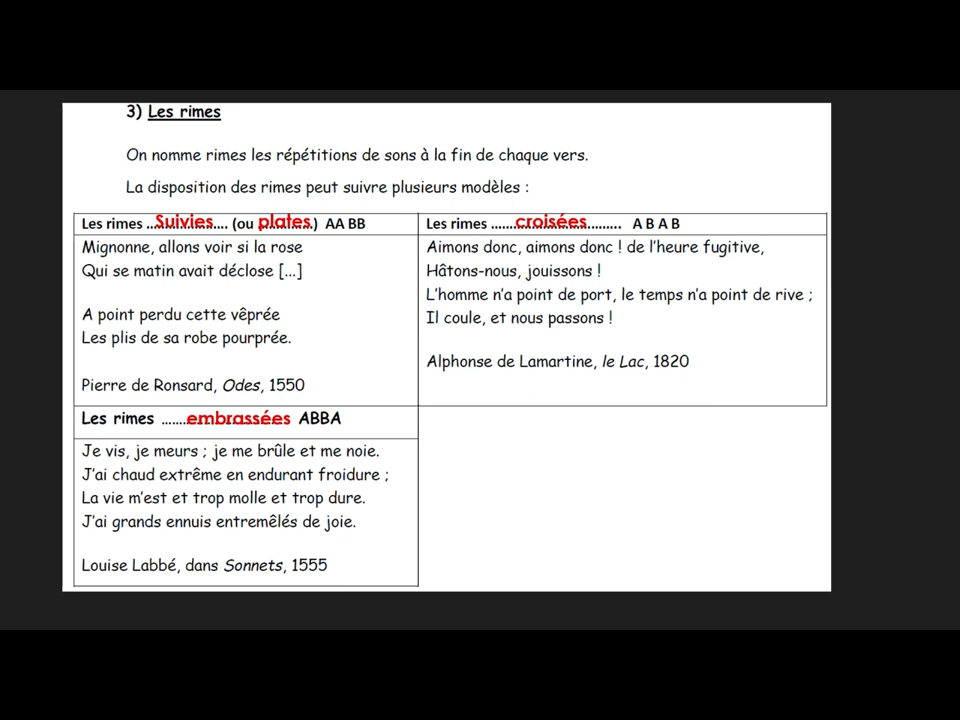 3) Les rimes
On nomme rimes les répétitions de sons à la fin de chaque vers.
La disposition des rimes peut suivre plusieurs modèles :
Les rimes ...Suivies.... (ou plates.) AA BB
Mignonne, allons voir si la rose
Qui se matin avait déclose [...]
A point perdu cette vêprée
Les plis de sa robe pourprée.
Pierre de Ronsard, Odes, 1550
Les rimes .......croisées......... A B A B
Aimons donc, aimons donc ! de l'heure fugitive,
Hâtons-nous, jouissons !
L'homme n'a point de port, le temps n'a point de rive ;
Il coule, et nous passons !
Alphonse de Lamartine, le Lac, 1820
Les rimes .......embrassées ABBA
Je vis, je meurs ; je me brûle et me noie.
J'ai chaud extrême en endurant froidure ;
La vie m'est et trop molle et trop dure.
J'ai grands ennuis entremêlés de joie.
Louise Labbé, dans Sonnets, 1555